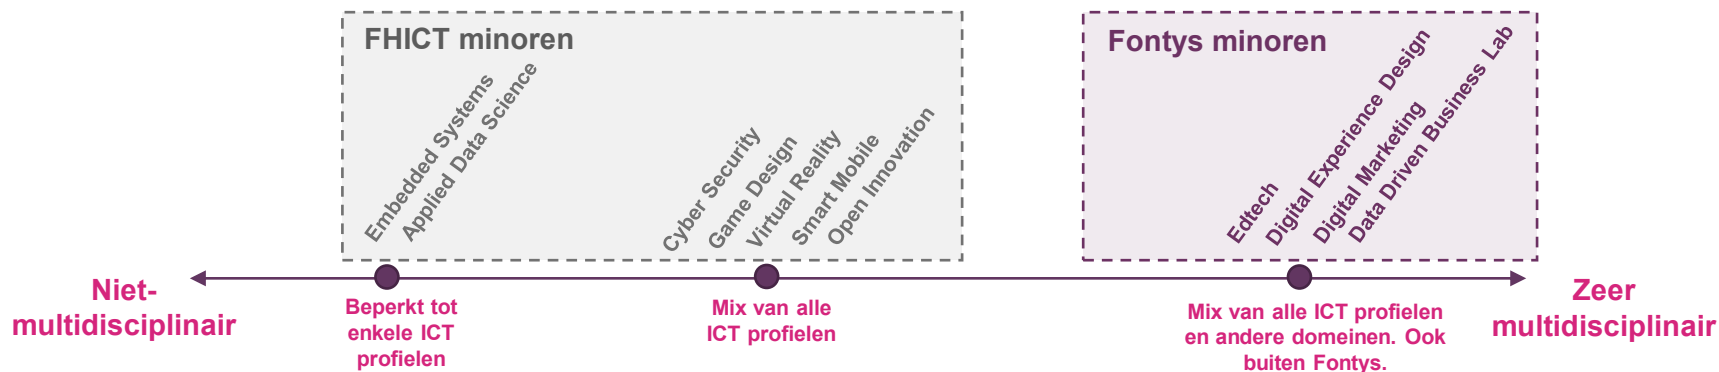 FHICT minoren
Embedded Systems
Applied Data Science
Cyber Security
Game Design
Virtual Reality
Smart Mobile
Open Innovation
Fontys minoren
Edtech
Digital Experience Design
Digital Marketing
Data Driven Business Lab
Niet-
multidisciplinair
Beperkt tot
enkele ICT
profielen
Mix van alle
ICT profielen
Mix van alle ICT profielen
en andere domeinen. Ook
buiten Fontys.
Zeer
multidisciplinair